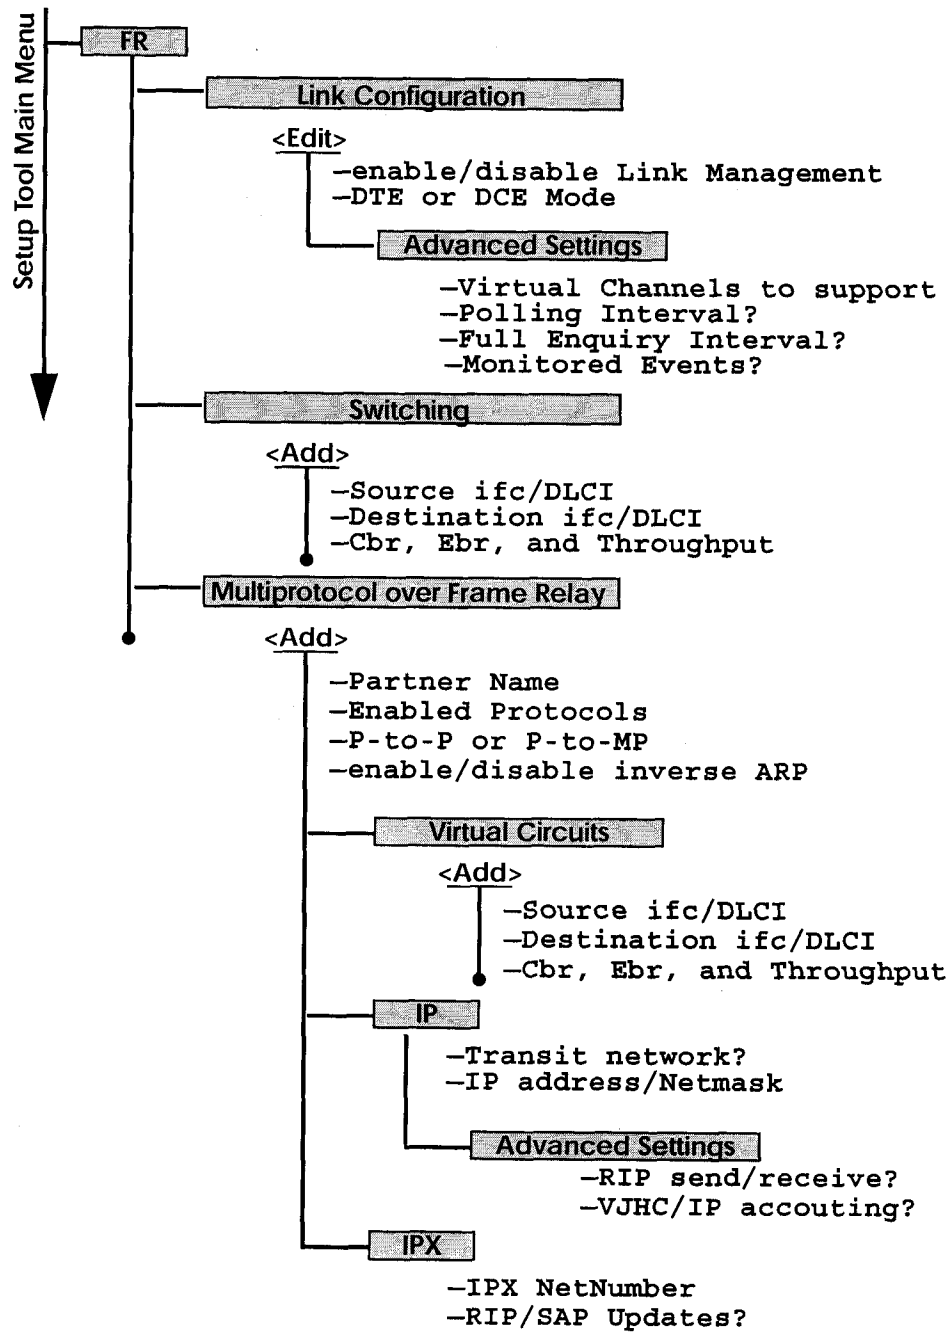 Setup Tool Main Menu
FR
Link Configuration
<Edit>
–enable/disable Link Management
–DTE or DCE Mode
Advanced Settings
–Virtual Channels to support
–Polling Interval?
–Full Enquiry Interval?
–Monitored Events?
Switching
<Add>
–Source ifc/DLCI
–Destination ifc/DLCI
–Cbr, Ebr, and Throughput
Multiprotocol over Frame Relay
<Add>
–Partner Name
–Enabled Protocols
–P-to-P or P-to-MP
–enable/disable inverse ARP
Virtual Circuits
<Add>
–Source ifc/DLCI
–Destination ifc/DLCI
–Cbr, Ebr, and Throughput
IP
–Transit network?
–IP address/Netmask
Advanced Settings
–RIP send/receive?
–VJHC/IP accouting?
IPX
–IPX NetNumber
–RIP/SAP Updates?